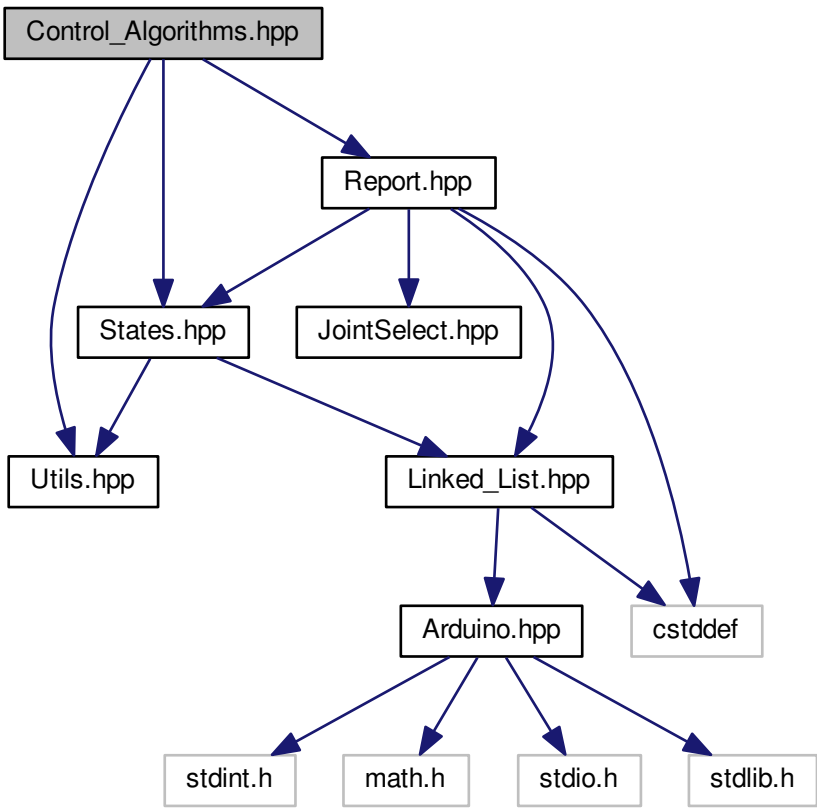 Control_Algorithms.hpp
Report.hpp
States.hpp
JointSelect.hpp
Utils.hpp
Linked_List.hpp
Arduino.hpp
cstddef
stdint.h
math.h
stdio.h
stdlib.h